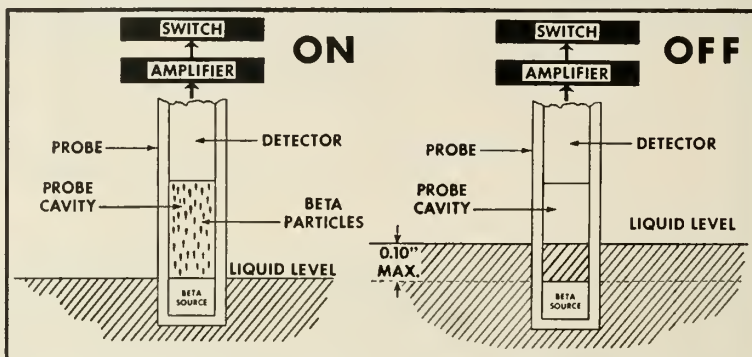 SWITCH
ON
AMPLIFIER
PROBE
DETECTOR
PROBE
CAVITY
BETA
PARTICLES
LIQUID LEVEL
BETA
SOURCE
SWITCH
OFF
AMPLIFIER
PROBE
DETECTOR
PROBE
CAVITY
LIQUID LEVEL
0.10"
MAX.
BETA
SOURCE